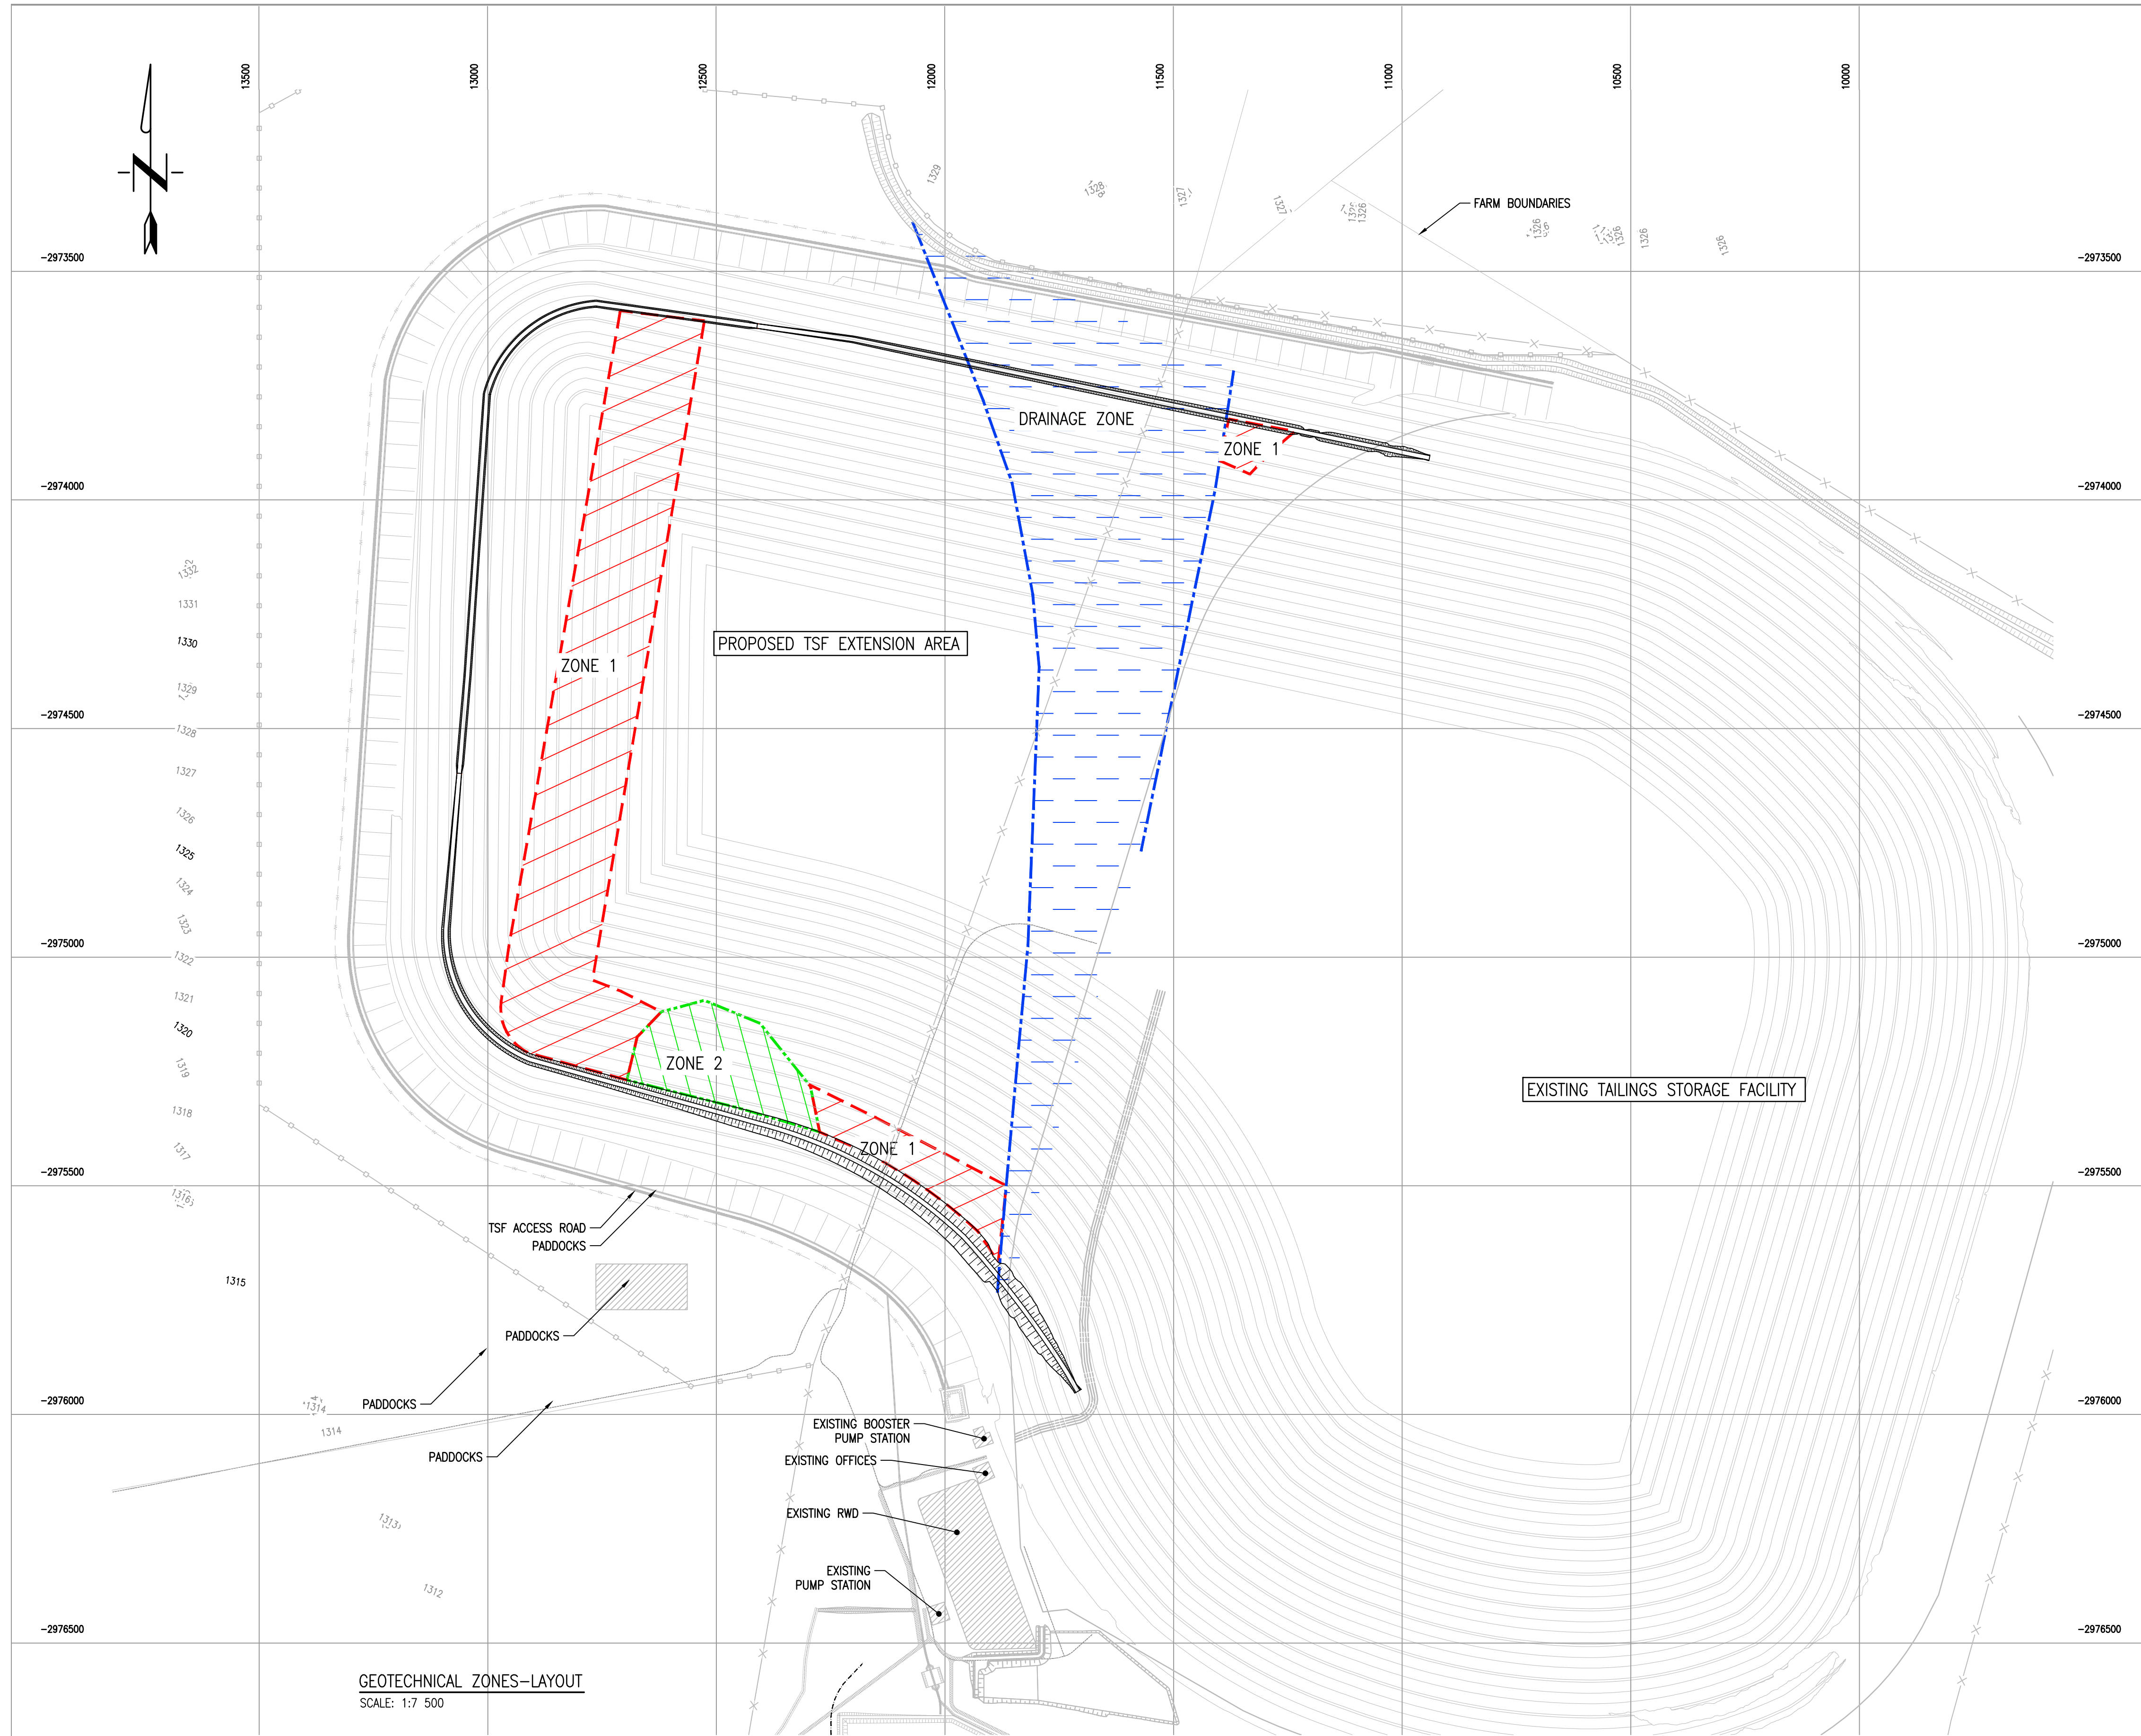 13500
13000
12500
12000
11500
11000
10500
10000
N
1329
1328
1327
1327
1326
1326
1326
1326
1326
1326
FARM BOUNDARIES
-2973500
-2973500
DRAINAGE ZONE
ZONE 1
-2974000
-2974000
1332
1331
1330
1329
1328
1327
1326
1325
1324
1323
1322
1321
1320
1319
1318
1317
1316
PROPOSED TSF EXTENSION AREA
ZONE 1
-2974500
-2974500
-2975000
-2975000
ZONE 2
EXISTING TAILINGS STORAGE FACILITY
ZONE 1
-2975500
-2975500
TSF ACCESS ROAD
PADDOCKS
1315
PADDOCKS
PADDOCKS
-2976000
-2976000
1314
1314
EXISTING BOOSTER
PUMP STATION
PADDOCKS
EXISTING OFFICES
EXISTING RWD
1313
EXISTING
PUMP STATION
1312
-2976500
-2976500
GEOTECHNICAL ZONES-LAYOUT
SCALE: 1:7 500